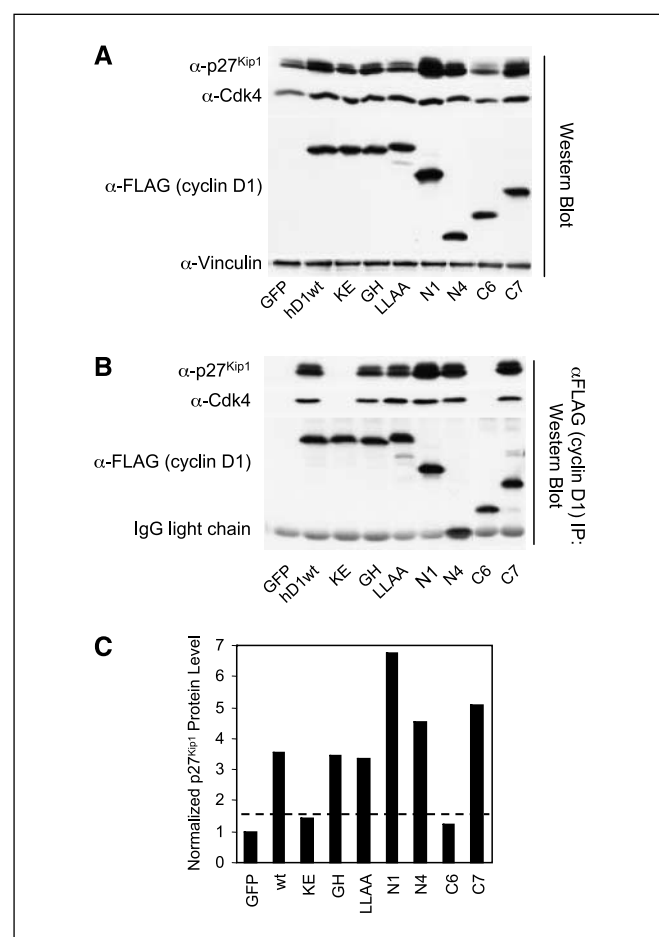 A
α-p27Kip1
α-Cdk4
α-FLAG (cyclin D1)
α-Vinculin
GFP
hD1wt
KE
GH
LLAA
N1
N4
C6
C7
Western Blot
B
α-p27Kip1
α-Cdk4
α-FLAG (cyclin D1)
IgG light chain
GFP
hD1wt
KE
GH
LLAA
N1
N4
C6
C7
αFLAG (cyclin D1) IP:
Western Blot
C
Normalized p27Kip1 Protein Level
7
6
5
4
3
2
1
0
GFP
wt
KE
GH
LLAA
N1
N4
C6
C7